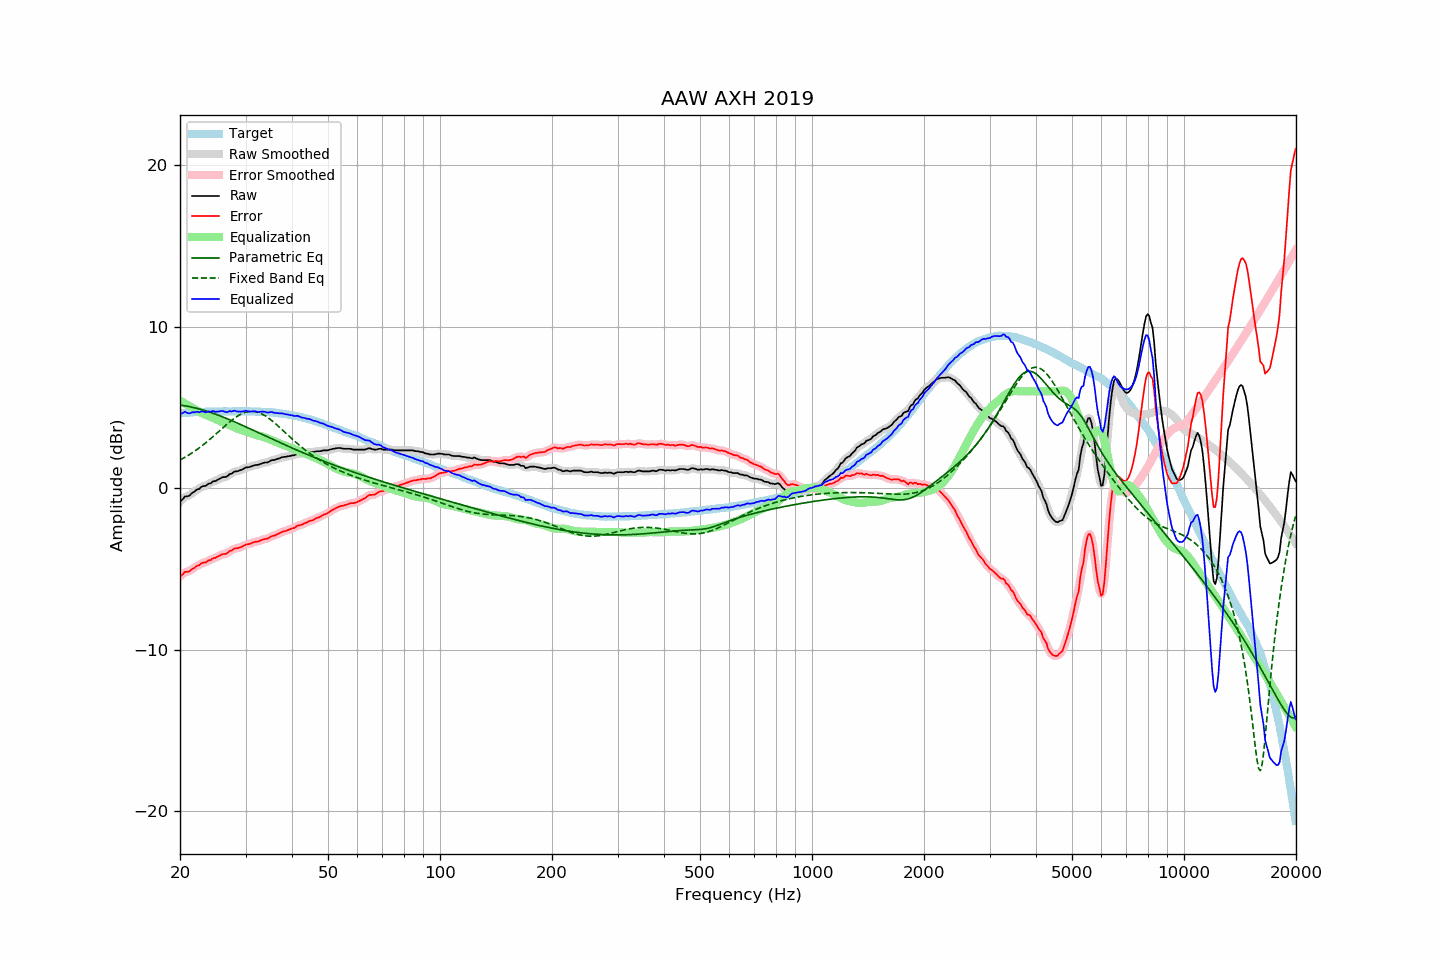 AAW AXH 2019
Target
Raw Smoothed
Error Smoothed
Raw
Error
Equalization
Parametric Eq
Fixed Band Eq
Equalized
Amplitude (dBr)
20
10
0
−10
−20
20 50 100 200 500 1000 2000 5000 10000 20000
Frequency (Hz)